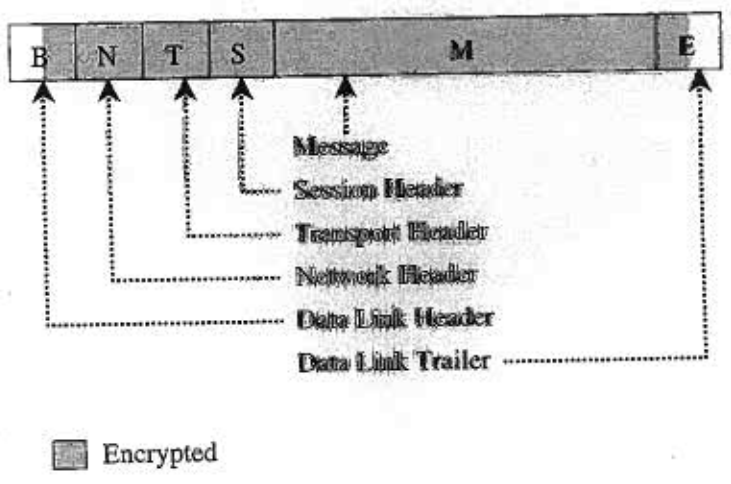 B N T S M E
Message
Session Header
Transport Header
Network Header
Data Link Header
Data Link Trailer
Encrypted